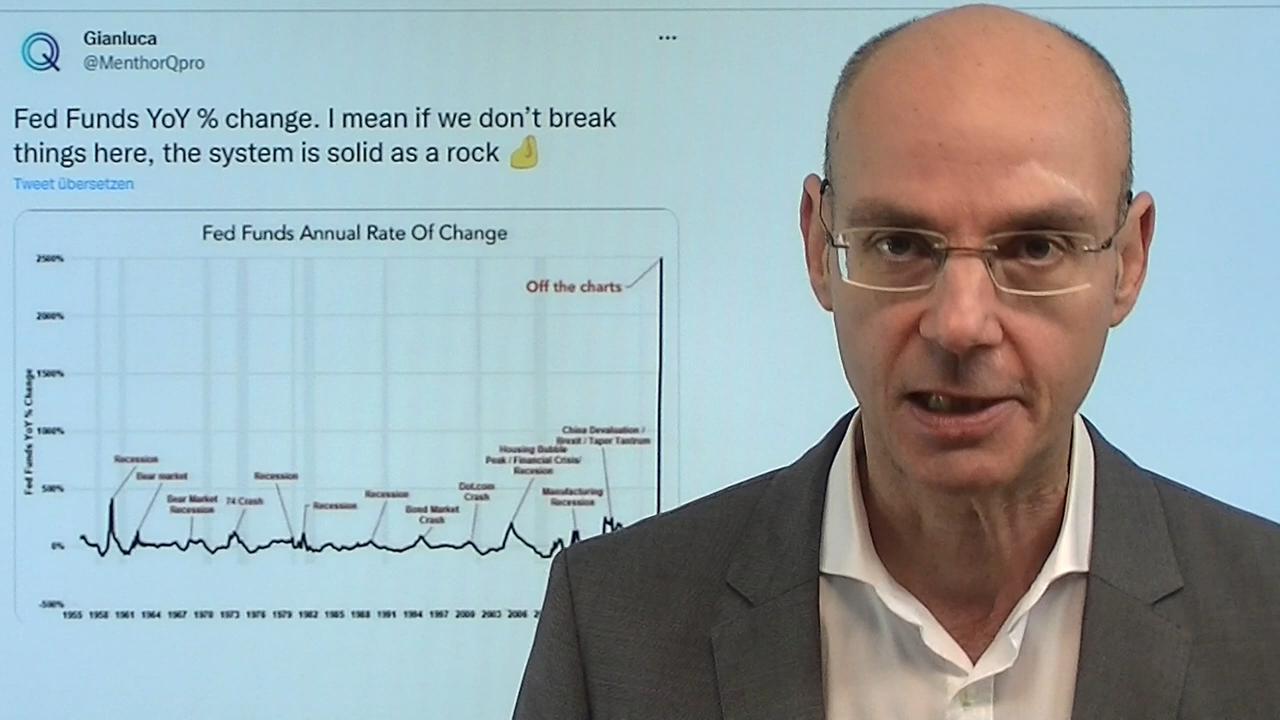 Gianluca
@MenthorQpro
Fed Funds YoY % change. I mean if we don't break
things here, the system is solid as a rock
Tweet übersetzen
Fed Funds Annual Rate Of Change
2500%
Off the charts
2000%
1500%
Fed Funds YoY % Change
1000%
China Devaluation /
Brexit / Taper Tantrum
Housing Bubble
Peak / Financial Crisis/
Recession
Recession
Bear market
Recession
500%
Bear Market
Recession
74 Crash
Recession
Recession
Bond Market
Crash
Dot.com
Crash
Manufacturing
Recession
0%
-500%
1955 1958 1961 1964 1967 1970 1973 1976 1979 1982 1985 1988 1991 1994 1997 2000 2003 2006